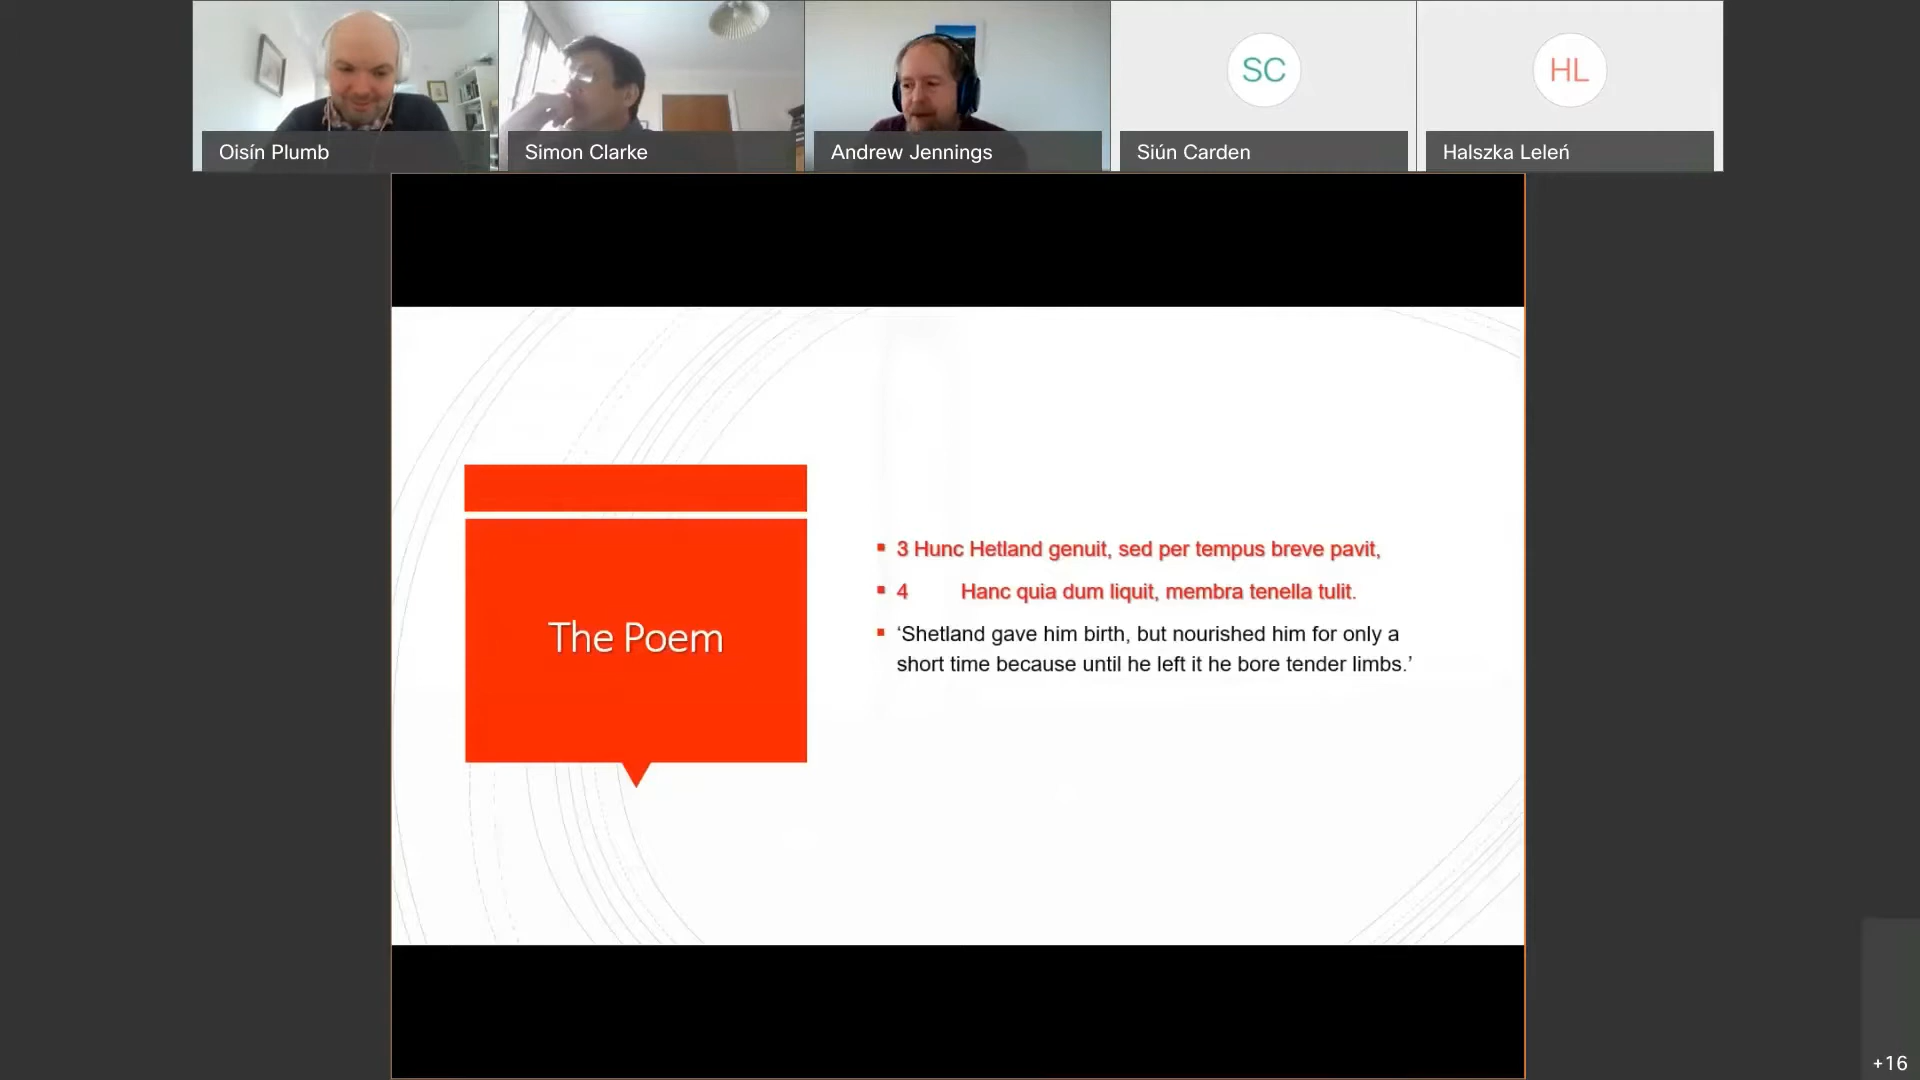 Oisín Plumb
Simon Clarke
Andrew Jennings
SC
Siún Carden
HL
Halszka Leleń
The Poem
3 Hunc Hetland genuit, sed per tempus breve pavit,
4 Hanc quia dum liquit, membra tenella tulit.
‘Shetland gave him birth, but nourished him for only a
short time because until he left it he bore tender limbs.’
+16